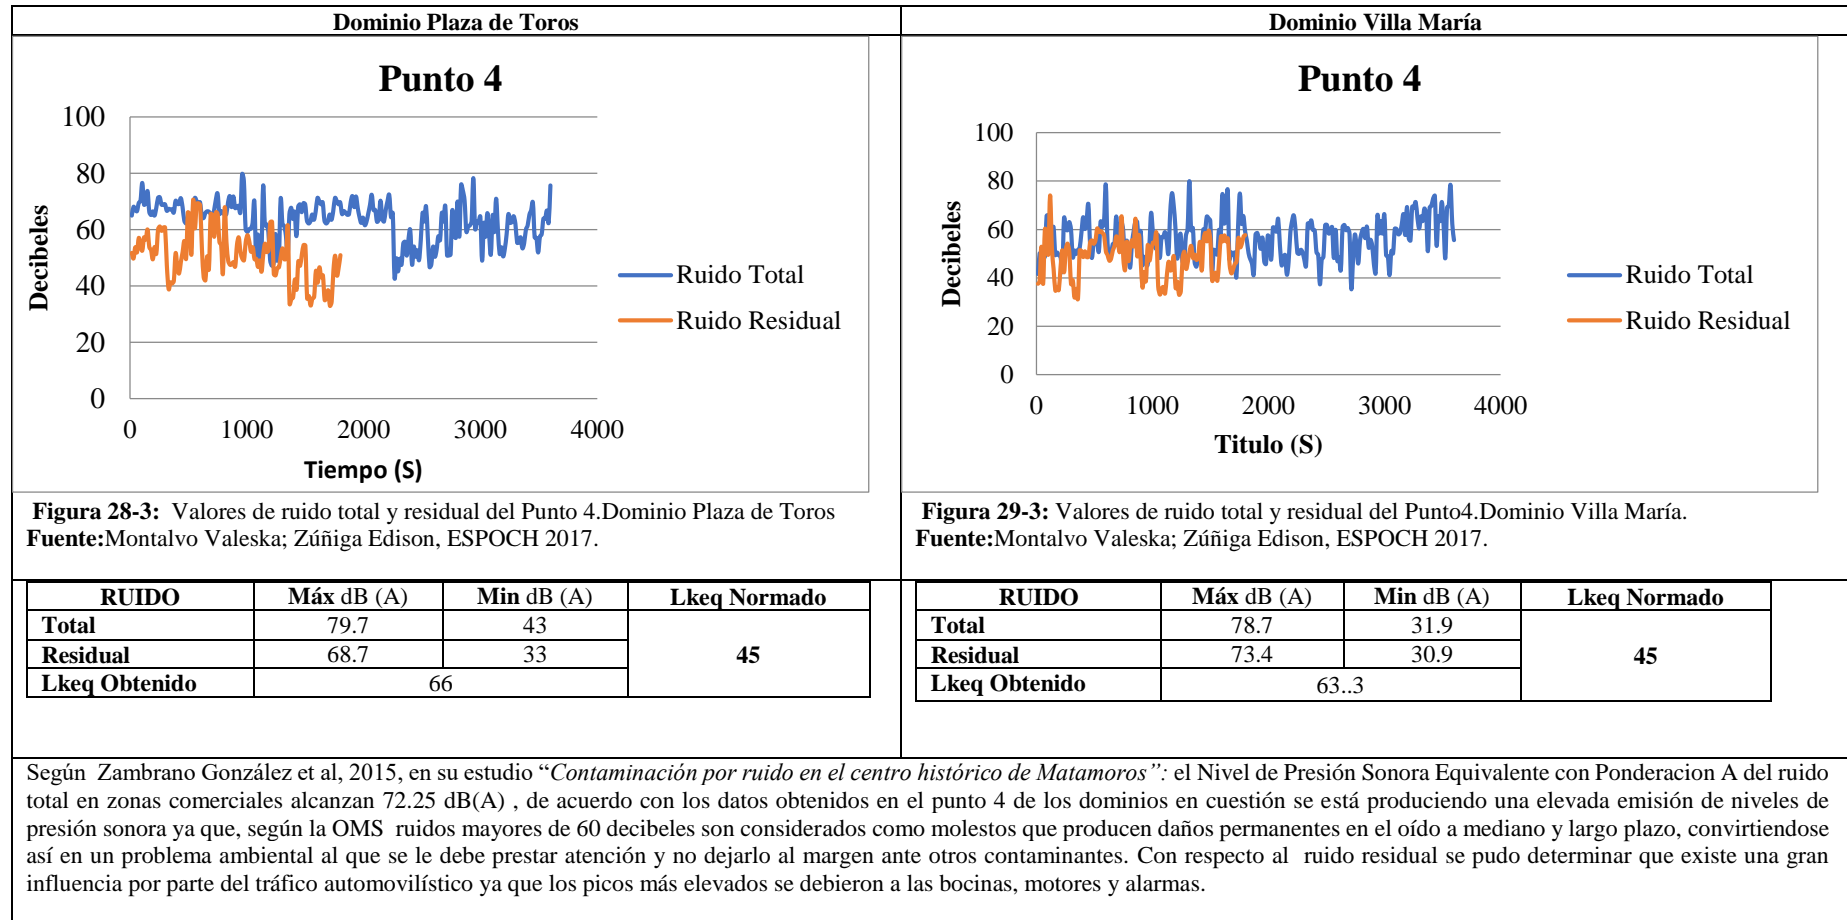 Dominio Plaza de Toros
Dominio Villa María
Punto 4
100
80
60
40
20
0
Decibeles
0 1000 2000 3000 4000
Tiempo (S)
Ruido Total
Ruido Residual
Punto 4
100
80
60
40
20
0
Decibeles
0 1000 2000 3000 4000
Titulo (S)
Ruido Total
Ruido Residual
Figura 28-3: Valores de ruido total y residual del Punto 4.Dominio Plaza de Toros
Fuente:Montalvo Valeska; Zúñiga Edison, ESPOCH 2017.
Figura 29-3: Valores de ruido total y residual del Punto4.Dominio Villa María.
Fuente:Montalvo Valeska; Zúñiga Edison, ESPOCH 2017.
RUIDO Máx dB (A) Min dB (A) Lkeq Normado
Total 79.7 43
Residual 68.7 33 45
Lkeq Obtenido 66
RUIDO Máx dB (A) Min dB (A) Lkeq Normado
Total 78.7 31.9
Residual 73.4 30.9 45
Lkeq Obtenido 63..3
Según Zambrano González et al, 2015, en su estudio “Contaminación por ruido en el centro histórico de Matamoros”: el Nivel de Presión Sonora Equivalente con Ponderacion A del ruido
total en zonas comerciales alcanzan 72.25 dB(A) , de acuerdo con los datos obtenidos en el punto 4 de los dominios en cuestión se está produciendo una elevada emisión de niveles de
presión sonora ya que, según la OMS ruidos mayores de 60 decibeles son considerados como molestos que producen daños permanentes en el oído a mediano y largo plazo, convirtiendose
así en un problema ambiental al que se le debe prestar atención y no dejarlo al margen ante otros contaminantes. Con respecto al ruido residual se pudo determinar que existe una gran
influencia por parte del tráfico automovilístico ya que los picos más elevados se debieron a las bocinas, motores y alarmas.